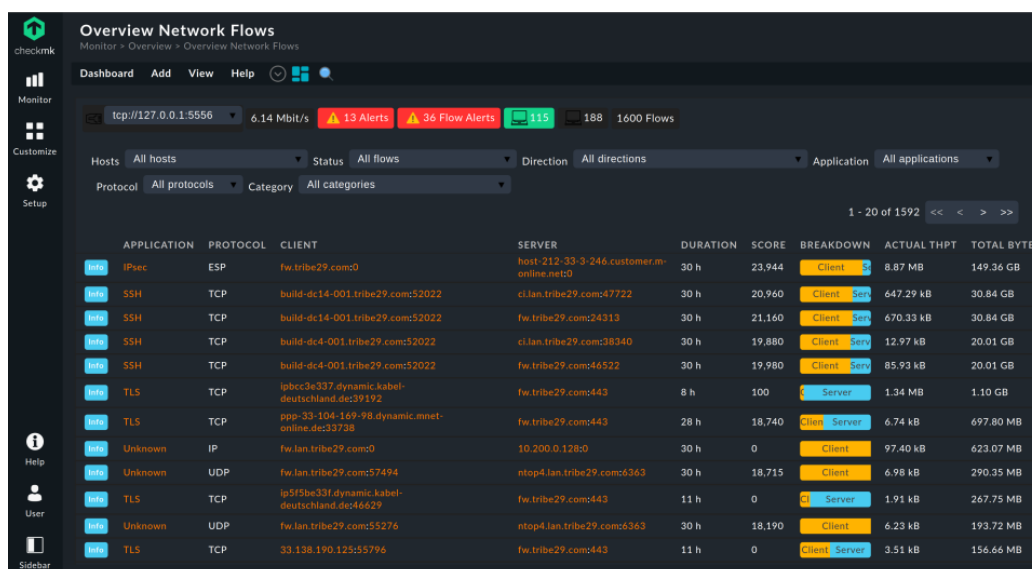 Overview Network Flows
checkmk
Monitor > Overview > Overview Network Flows
Dashboard Add View Help
Monitor
tcp://127.0.0.1:5556 6.14 Mbit/s 13 Alerts 36 Flow Alerts 115 188 1600 Flows
Customize
Hosts All hosts Status All flows Direction All directions Application All applications
Protocol All protocols Category All categories
Setup
1 - 20 of 1592 << < > >>
APPLICATION PROTOCOL CLIENT SERVER DURATION SCORE BREAKDOWN ACTUAL THPT TOTAL BYTE
Info IPsec ESP fw.tribe29.com:0 host-212-33-3-246.customer.m-online.net:0 30 h 23,944 Client S 8.87 MB 149.36 GB
Info SSH TCP build-dc14-001.tribe29.com:52022 ci.lan.tribe29.com:47722 30 h 20,960 Client Serv 647.29 kB 30.84 GB
Info SSH TCP build-dc14-001.tribe29.com:52022 fw.tribe29.com:24313 30 h 21,160 Client Serv 670.33 kB 30.84 GB
Info SSH TCP build-dc4-001.tribe29.com:52022 ci.lan.tribe29.com:38340 30 h 19,880 Client Serv 12.97 kB 20.01 GB
Info SSH TCP build-dc4-001.tribe29.com:52022 fw.tribe29.com:46522 30 h 19,980 Client Serv 85.93 kB 20.01 GB
Info TLS TCP ipbcc3e337.dynamic.kabel-deutschland.de:39192 fw.tribe29.com:443 8 h 100 C Server 1.34 MB 1.10 GB
Info TLS TCP ppp-33-104-169-98.dynamic.mnet-online.de:33738 fw.tribe29.com:443 28 h 18,740 Clien Server 6.74 kB 697.80 MB
Info Unknown IP fw.lan.tribe29.com:0 10.200.0.128:0 30 h 0 Client 97.40 kB 623.07 MB
Info Unknown UDP fw.lan.tribe29.com:57494 ntop4.lan.tribe29.com:6363 30 h 18,715 Client 6.98 kB 290.35 MB
Info TLS TCP ip5f5be33f.dynamic.kabel-deutschland.de:46629 fw.tribe29.com:443 11 h 0 Cl Server 1.91 kB 267.75 MB
Info Unknown UDP fw.lan.tribe29.com:55276 ntop4.lan.tribe29.com:6363 30 h 18,190 Client 6.23 kB 193.72 MB
Info TLS TCP 33.138.190.125:55796 fw.tribe29.com:443 11 h 0 Client Server 3.51 kB 156.66 MB
Help
User
Sidebar